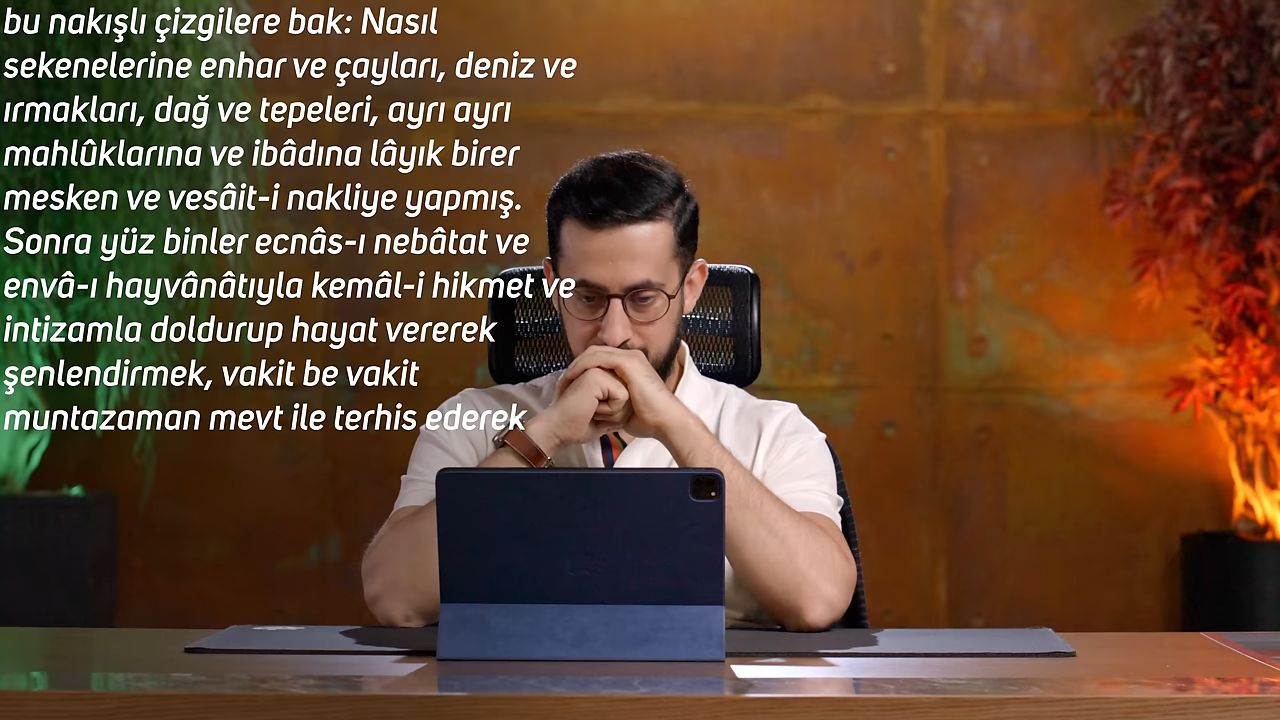 bu nakışlı çizgilere bak: Nasıl
sekenelerine enhar ve çayları, deniz ve
ırmakları, dağ ve tepeleri, ayrı ayrı
mahlûklarına ve ibâdına lâyık birer
mesken ve vesâit-i nakliye yapmış.
Sonra yüz binler ecnâs-ı nebâtat ve
envâ-ı hayvânâtıyla kemâl-i hikmet ve
intizamla doldurup hayat vererek
şenlendirmek, vakit be vakit
muntazaman mevt ile terhis ederek